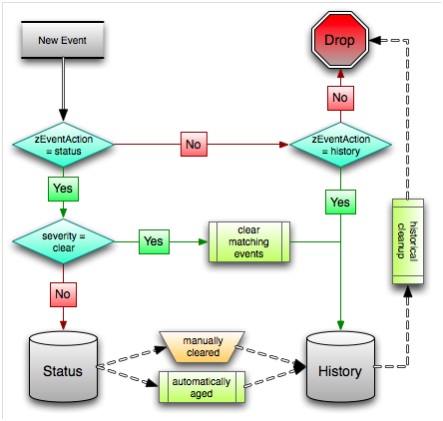 New Event
Drop
No
zEventAction
= status
No
zEventAction
= history
Yes
Yes
severity =
clear
Yes
clear
matching
events
historical
cleanup
No
Status
manually
cleared
automatically
aged
History